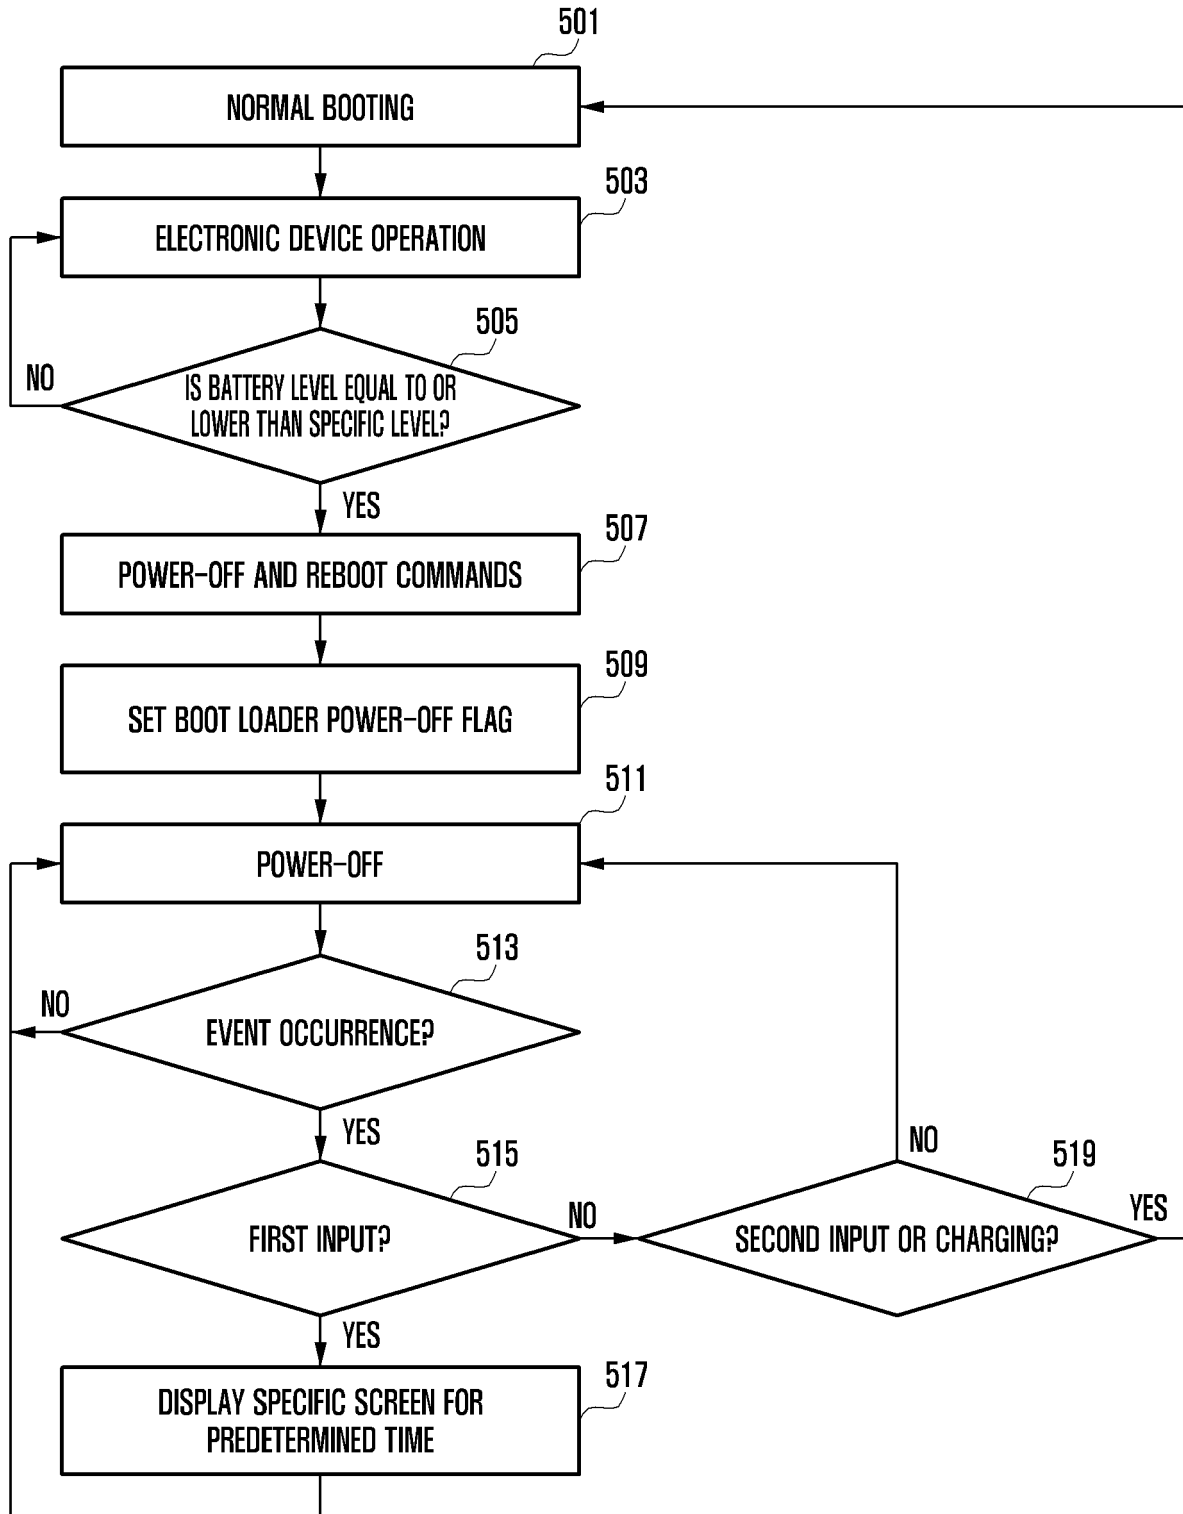 501
NORMAL BOOTING
503
ELECTRONIC DEVICE OPERATION
505
NO
IS BATTERY LEVEL EQUAL TO OR
LOWER THAN SPECIFIC LEVEL?
YES
507
POWER-OFF AND REBOOT COMMANDS
509
SET BOOT LOADER POWER-OFF FLAG
511
POWER-OFF
513
NO
EVENT OCCURRENCE?
YES
515
NO
FIRST INPUT?
NO
519
YES
SECOND INPUT OR CHARGING?
YES
517
DISPLAY SPECIFIC SCREEN FOR
PREDETERMINED TIME